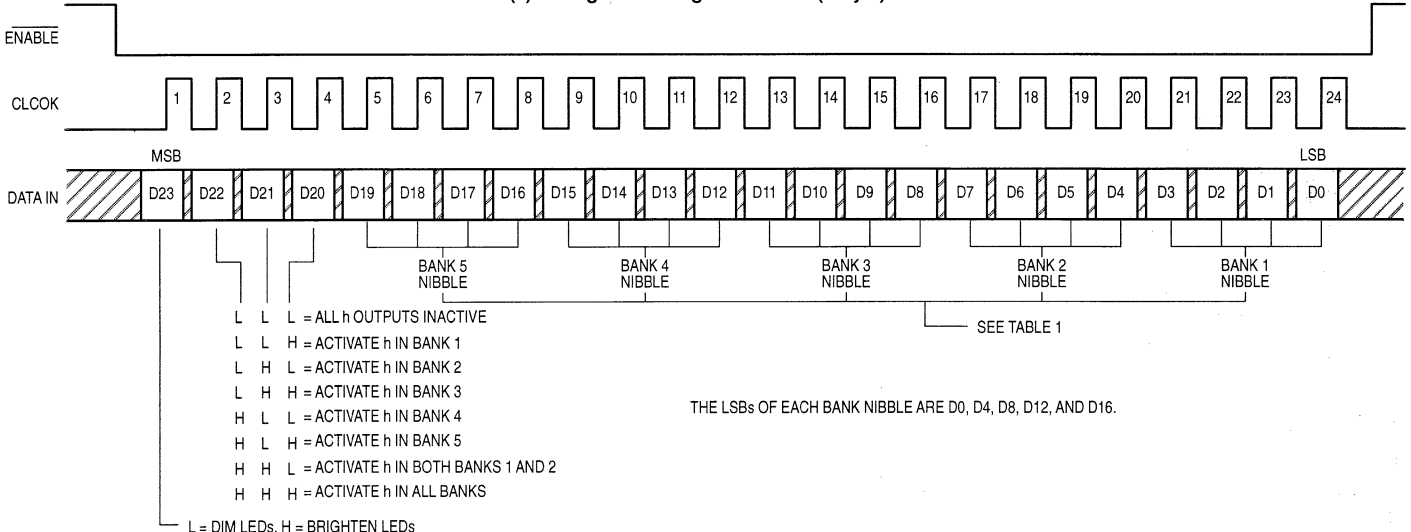 ENABLE
CLCOK
1 2 3 4 5 6 7 8 9 10 11 12 13 14 15 16 17 18 19 20 21 22 23 24
MSB LSB
DATA IN D23 D22 D21 D20 D19 D18 D17 D16 D15 D14 D13 D12 D11 D10 D9 D8 D7 D6 D5 D4 D3 D2 D1 D0
BANK 5 BANK 4 BANK 3 BANK 2 BANK 1
NIBBLE NIBBLE NIBBLE NIBBLE NIBBLE
L L L = ALL h OUTPUTS INACTIVE
SEE TABLE 1
L L H = ACTIVATE h IN BANK 1
L H L = ACTIVATE h IN BANK 2
L H H = ACTIVATE h IN BANK 3
THE LSBs OF EACH BANK NIBBLE ARE D0, D4, D8, D12, AND D16.
H L L = ACTIVATE h IN BANK 4
H L H = ACTIVATE h IN BANK 5
H H L = ACTIVATE h IN BOTH BANKS 1 AND 2
H H H = ACTIVATE h IN ALL BANKS
L = DIM LEDs, H = BRIGHTEN LEDs